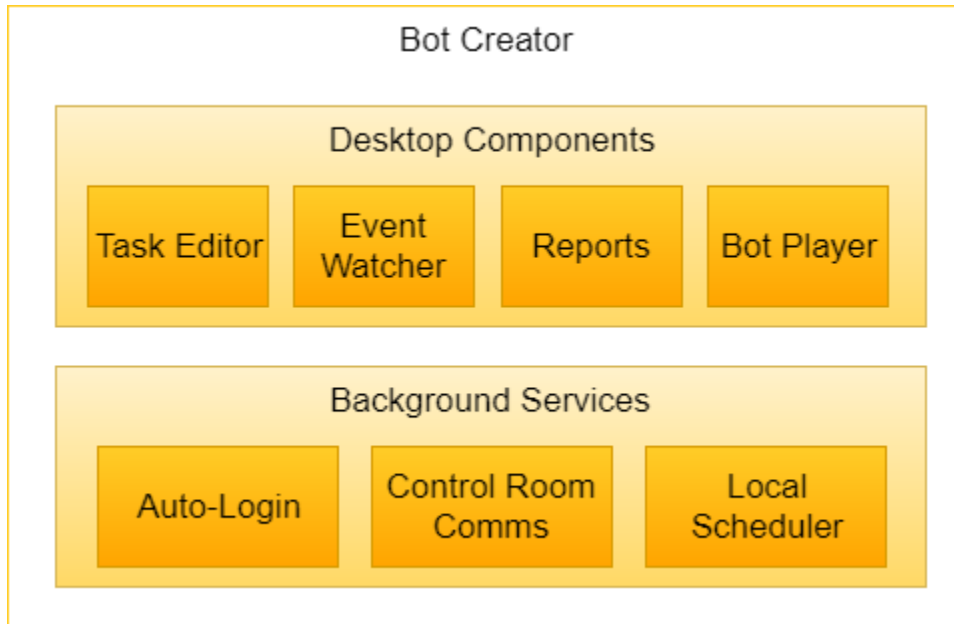 Bot Creator
Desktop Components
Task Editor
Event
Watcher
Reports
Bot Player
Background Services
Auto-Login
Control Room
Comms
Local
Scheduler